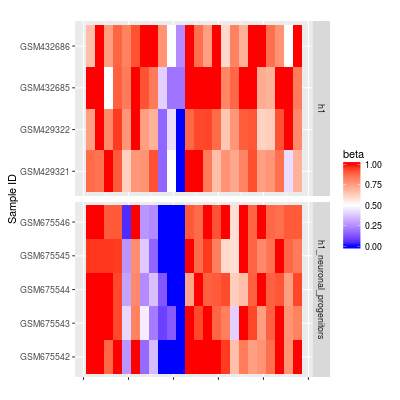 GSM432686
GSM432685
GSM429322
GSM429321
h1
GSM675546
GSM675545
GSM675544
GSM675543
GSM675542
h1_neuronal_progenitors
Sample ID
beta
1.00
0.75
0.50
0.25
0.00